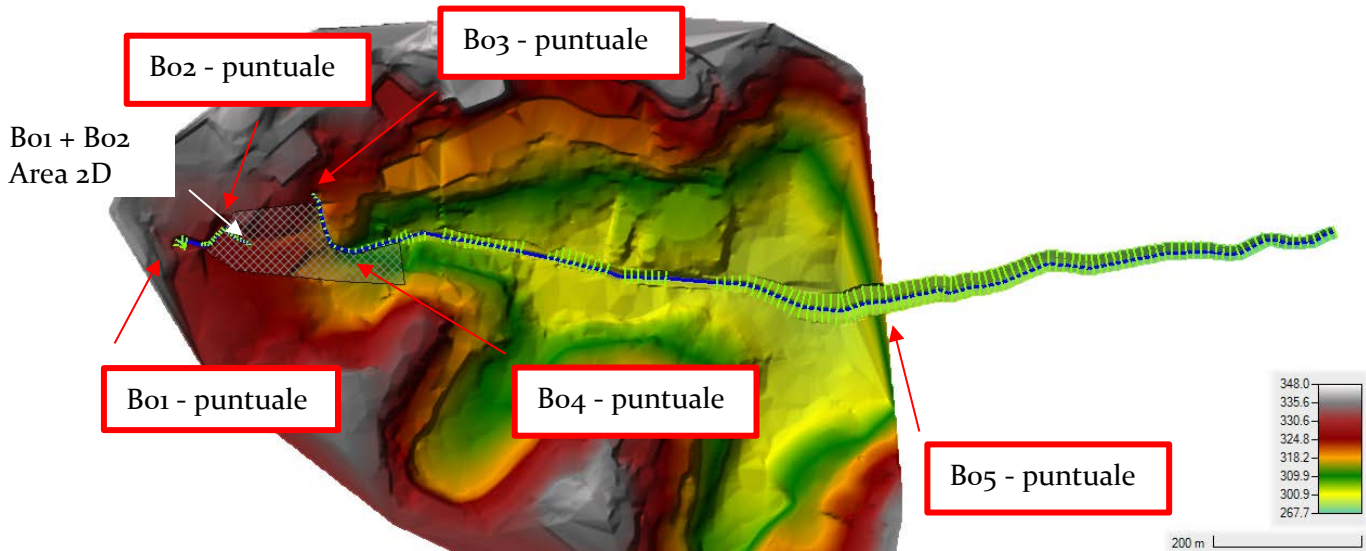 B03 - puntuale
B02 - puntuale
B01 + B02
Area 2D
B01 - puntuale
B04 - puntuale
B05 - puntuale
348.0
335.6
330.6
324.8
318.2
309.9
300.9
267.7
200 m